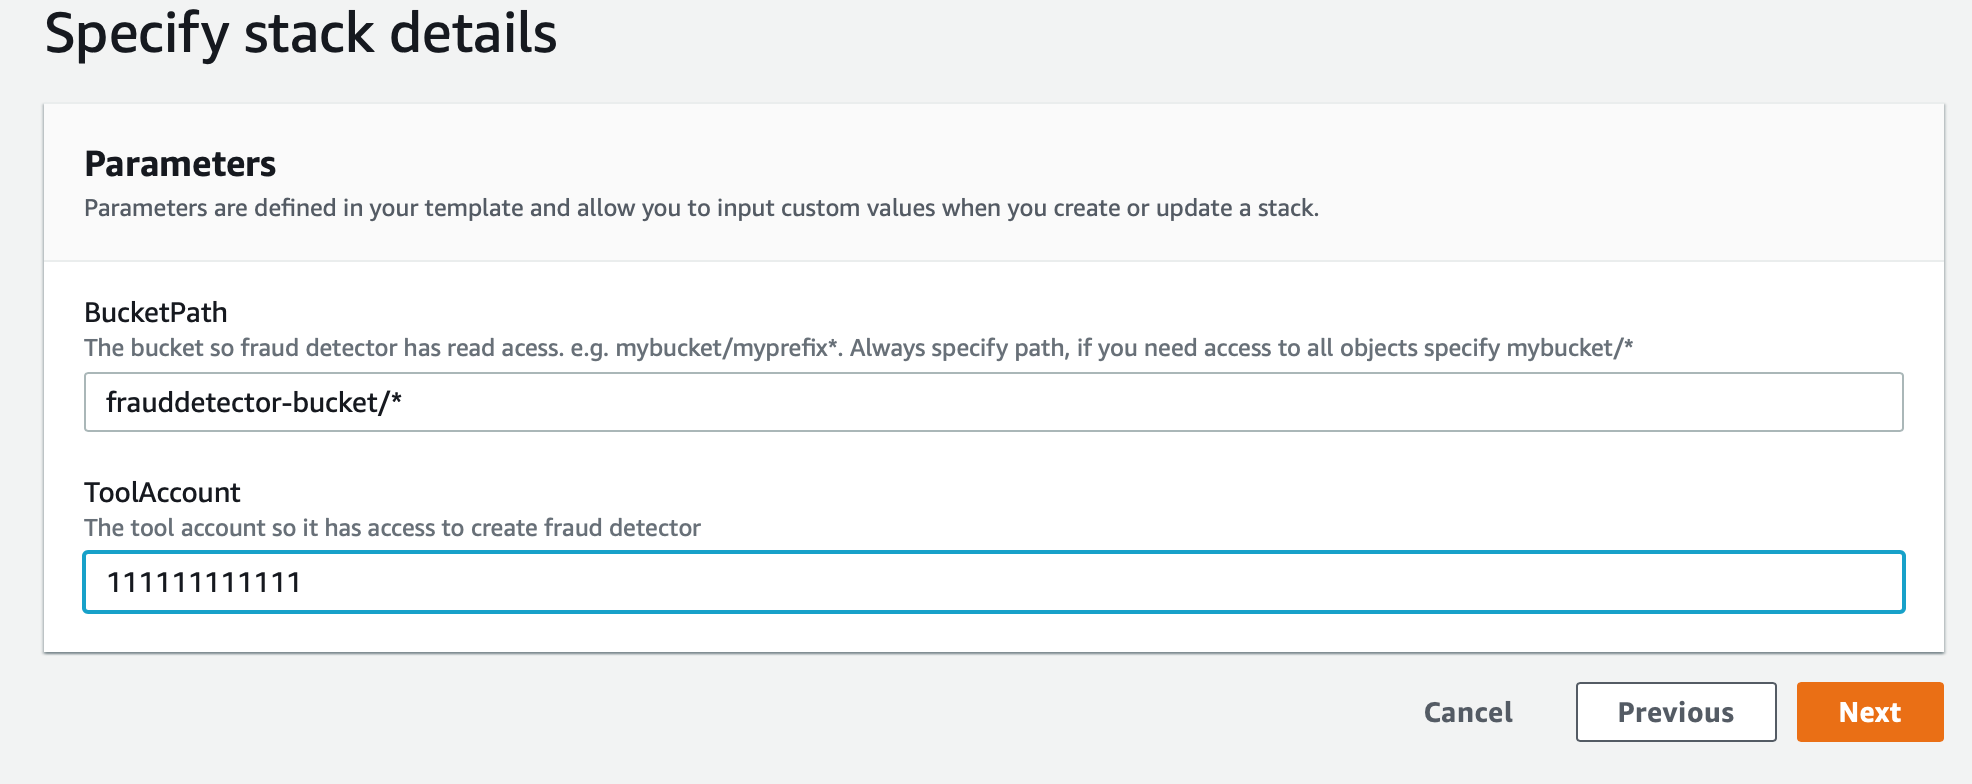 Specify stack details
Parameters
Parameters are defined in your template and allow you to input custom values when you create or update a stack.
BucketPath
The bucket so fraud detector has read acess. e.g. mybucket/myprefix*. Always specify path, if you need access to all objects specify mybucket/*
frauddetector-bucket/*
ToolAccount
The tool account so it has access to create fraud detector
111111111111
Cancel Previous Next